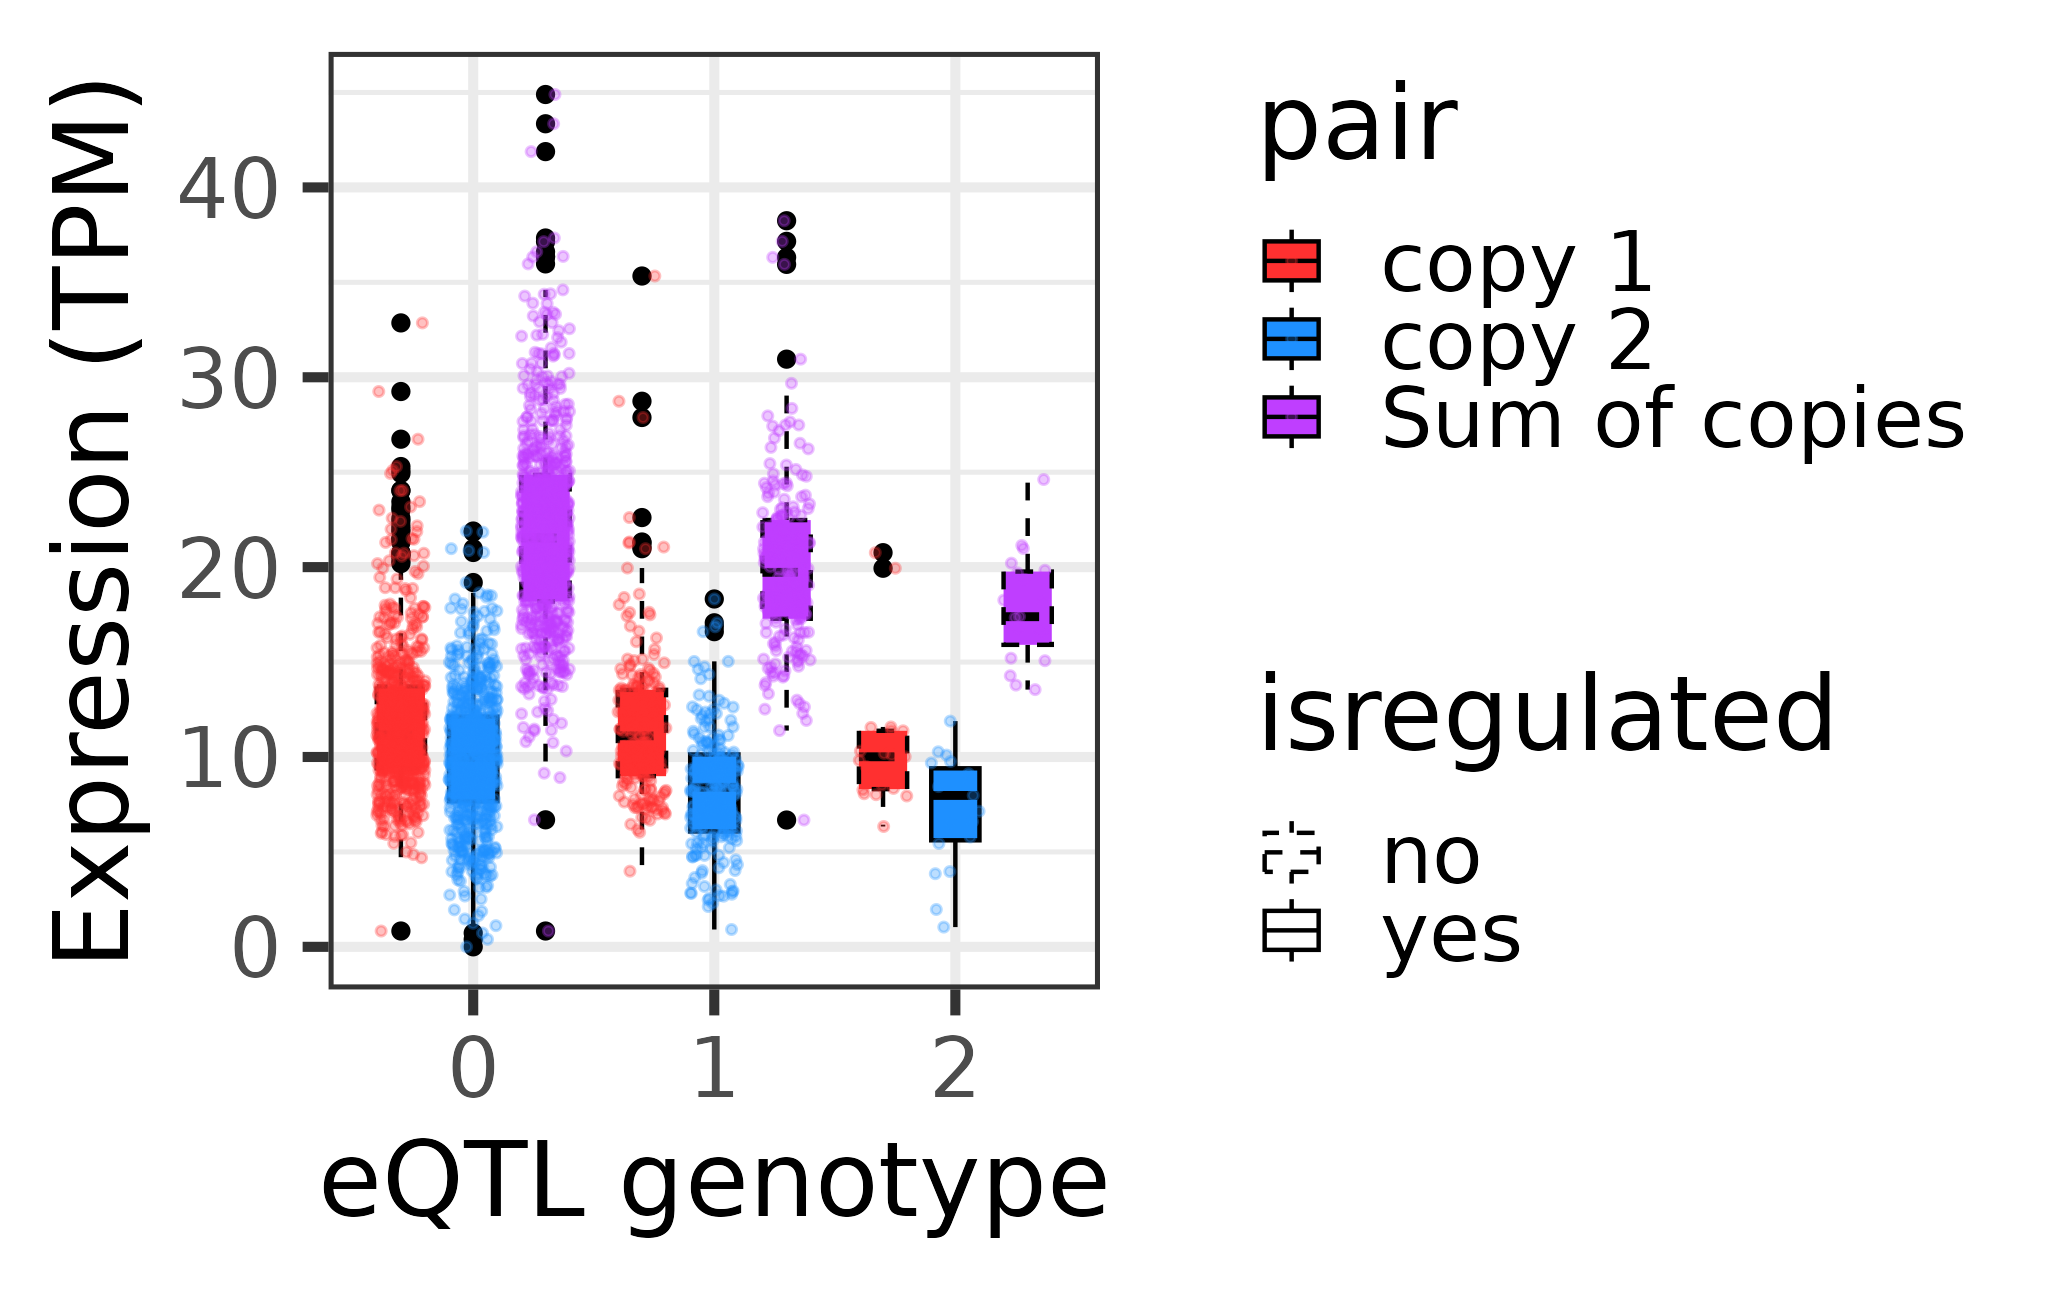 Expression (TPM)
40
30
20
10
0
0 1 2
eQTL genotype
pair
copy 1
copy 2
Sum of copies
isregulated
no
yes